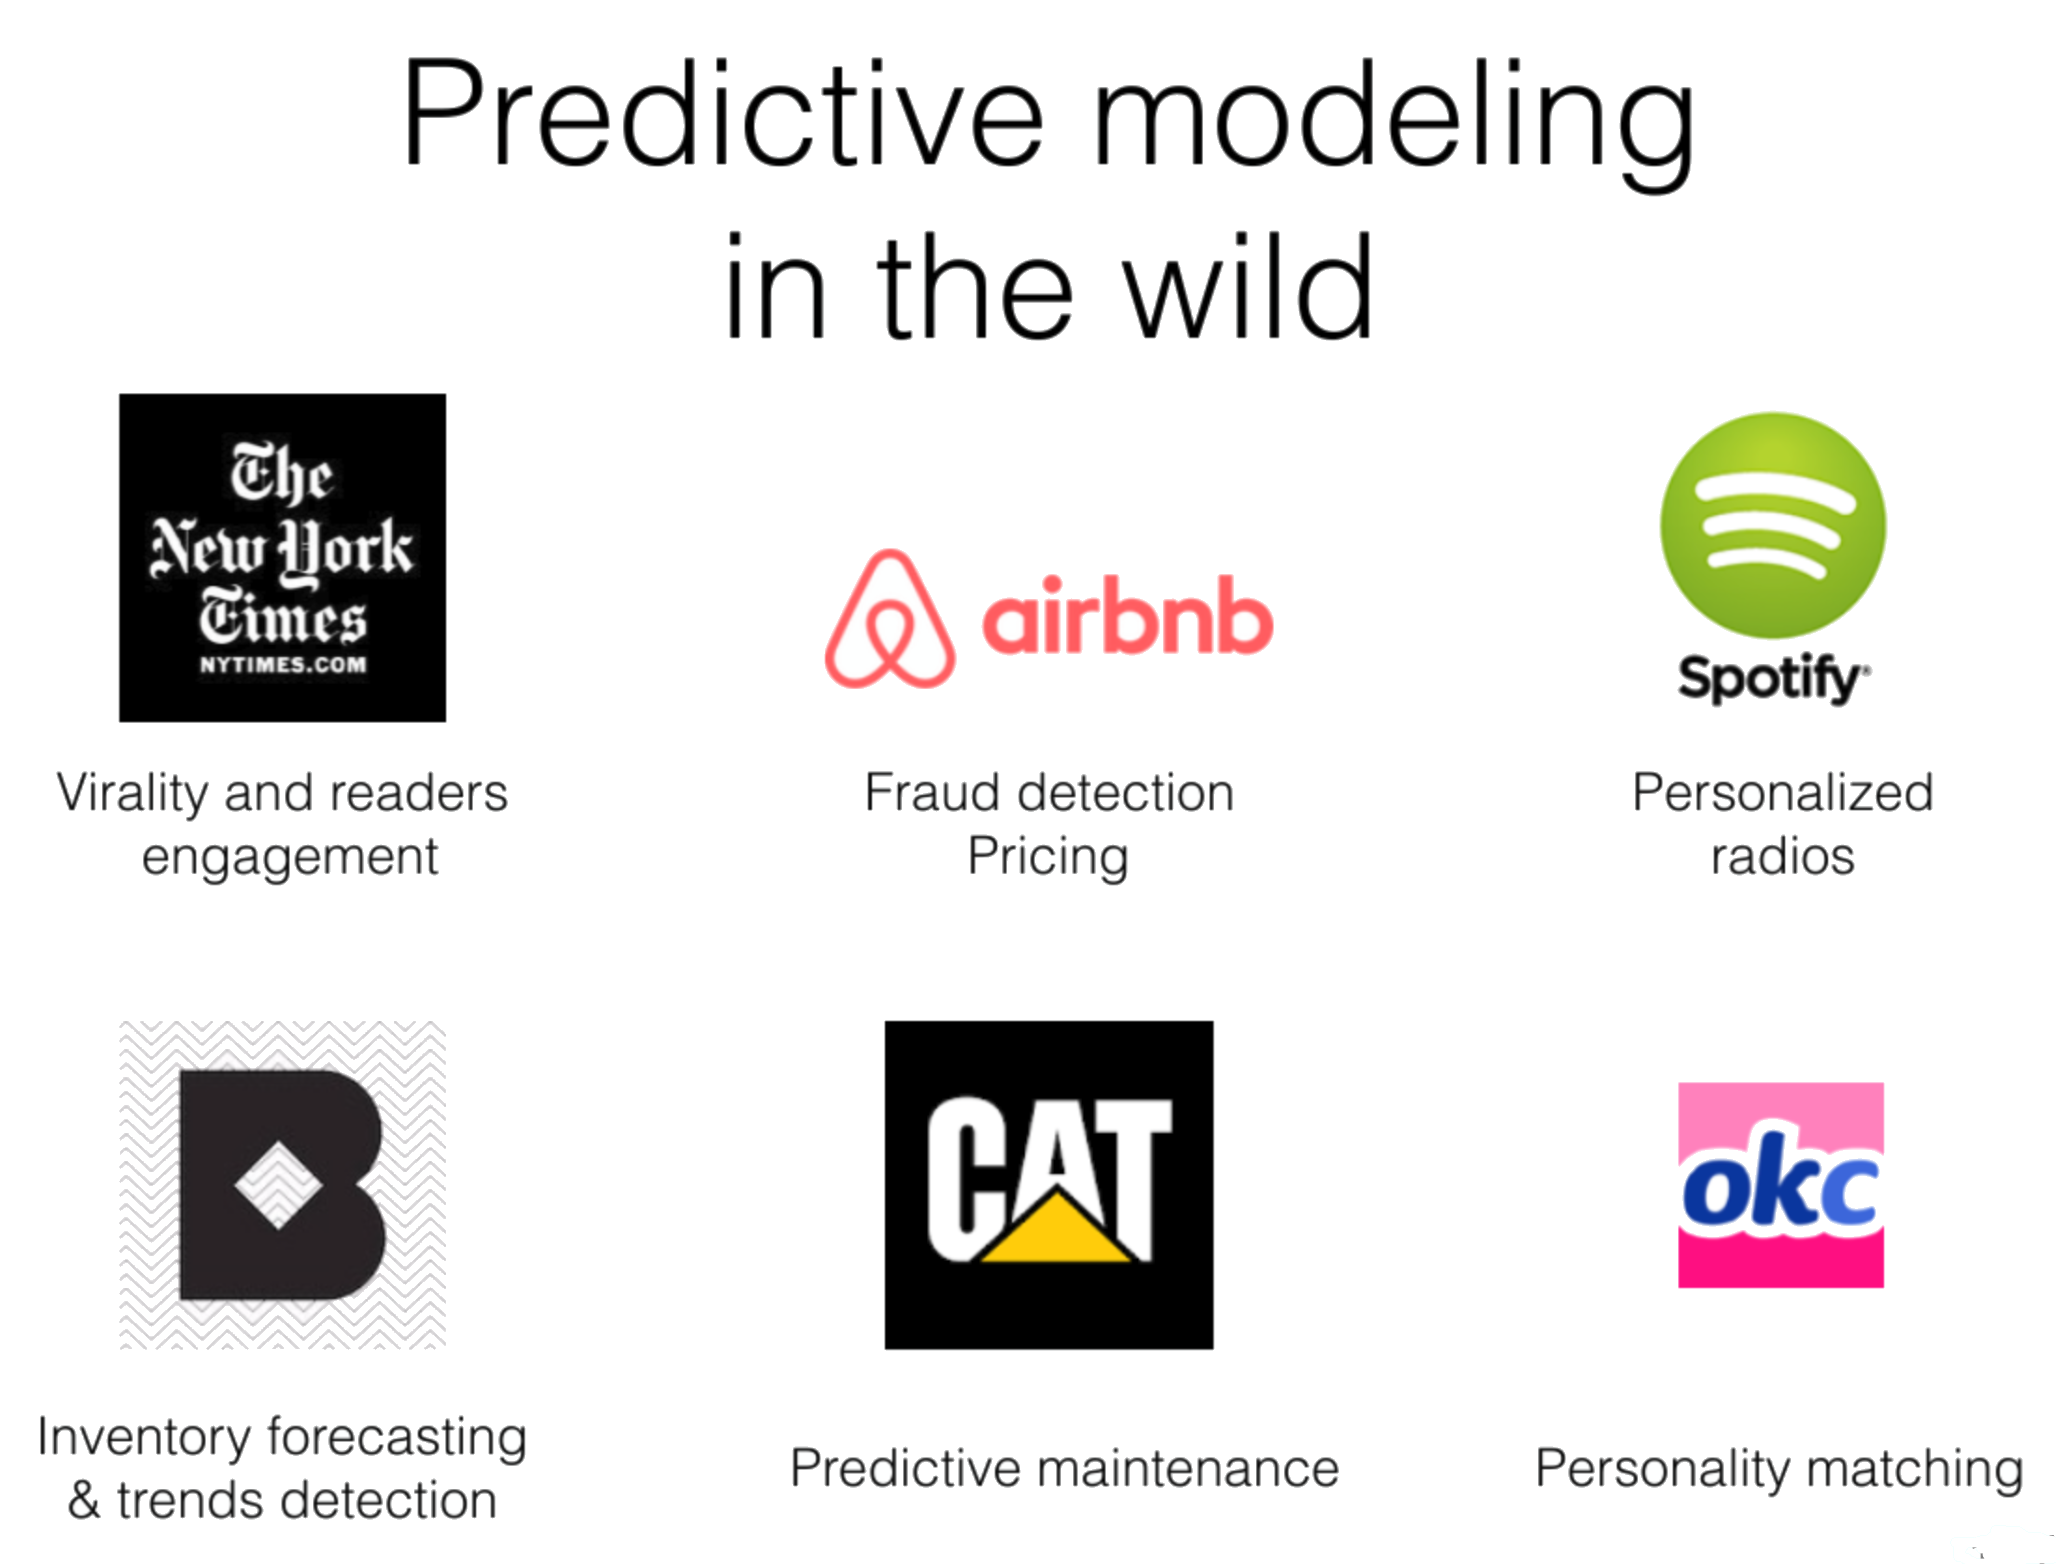 Predictive modeling
in the wild
The
New York
Times
NYTIMES.COM
Virality and readers
engagement
airbnb
Fraud detection
Pricing
Spotify®
Personalized
radios
B
Inventory forecasting
& trends detection
CAT
Predictive maintenance
okc
Personality matching